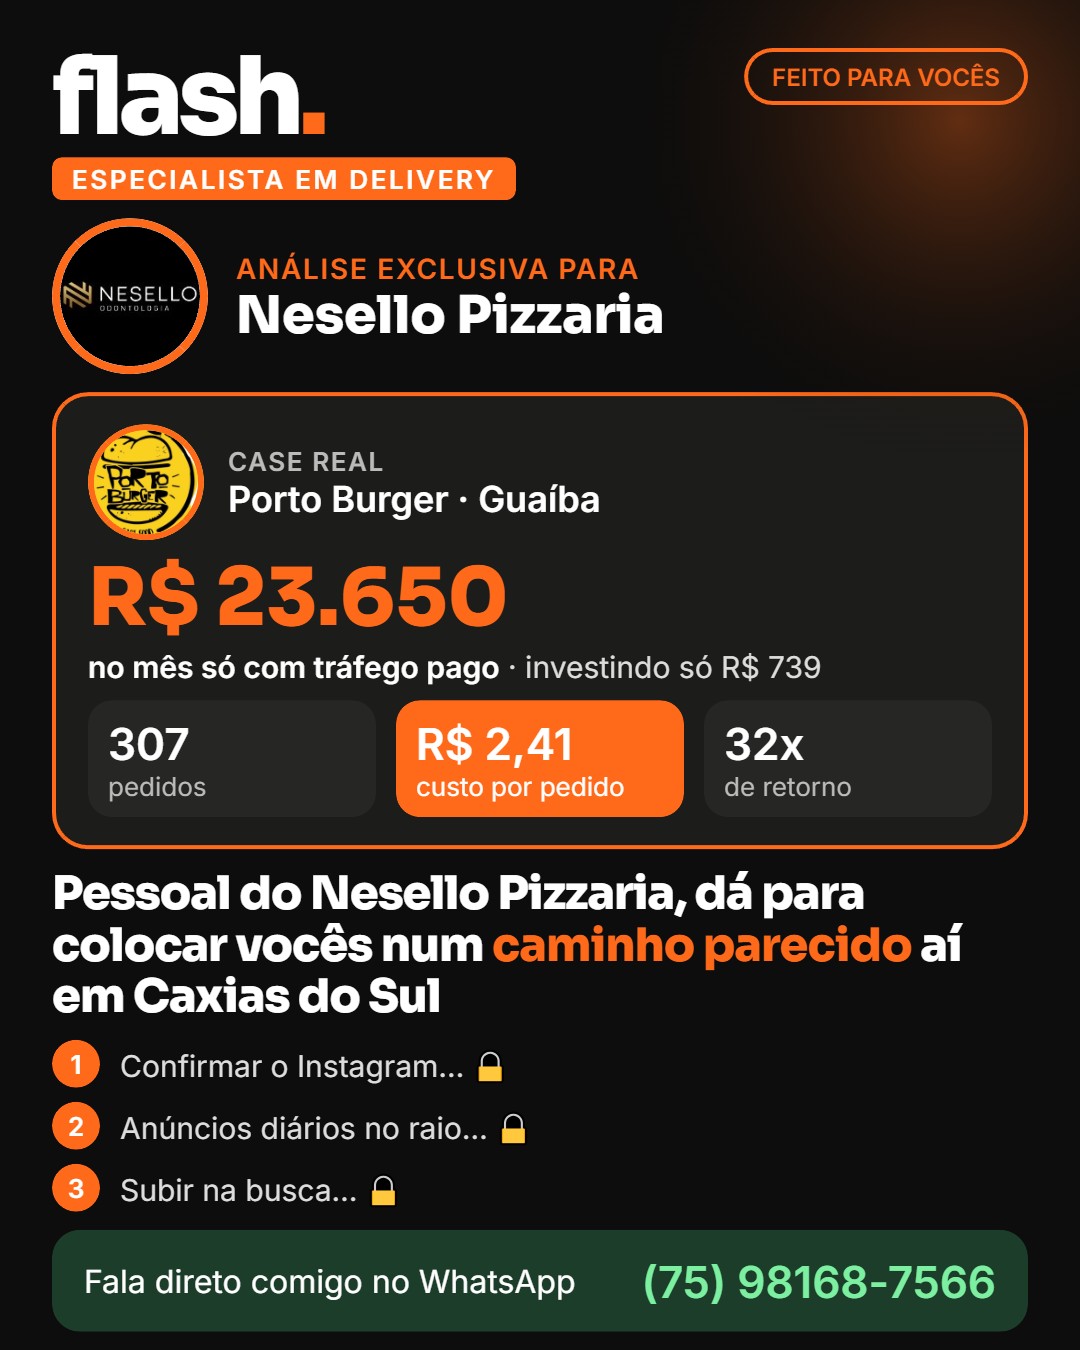 flash.
FEITO PARA VOCÊS
ESPECIALISTA EM DELIVERY
NESELLO
ODONTOLOGIA
ANÁLISE EXCLUSIVA PARA
Nesello Pizzaria
PORTO
BURGER
CASE REAL
Porto Burger · Guaíba
R$ 23.650
no mês só com tráfego pago · investindo só R$ 739
307
pedidos
R$ 2,41
custo por pedido
32x
de retorno
Pessoal do Nesello Pizzaria, dá para
colocar vocês num caminho parecido aí
em Caxias do Sul
1 Confirmar o Instagram... 🔒
2 Anúncios diários no raio... 🔒
3 Subir na busca... 🔒
Fala direto comigo no WhatsApp (75) 98168-7566